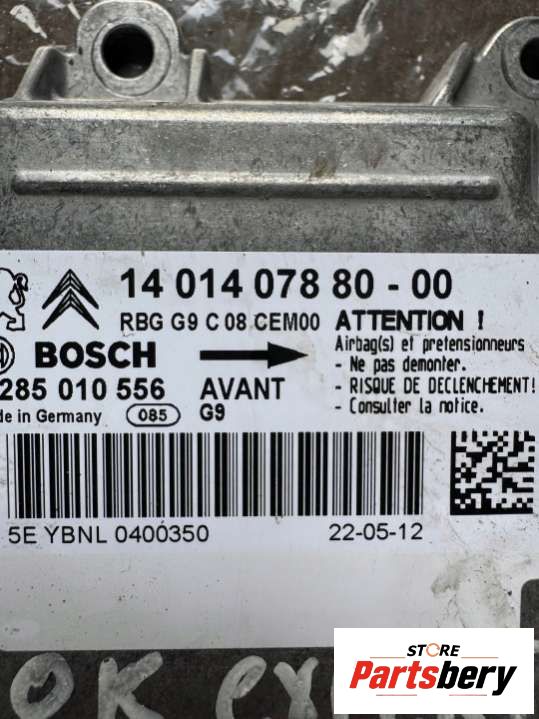 14 014 078 80 - 00
RBG G9 C 08 CEM00
ATTENTION !
Airbag(s) et pretensionneurs
- Ne pas demonter.
- RISQUE DE DECLENCHEMENT!
- Consulter la notice.
BOSCH
285 010 556
AVANT
in Germany
085
G9
5E YBNL 0400350
22-05-12
OK
STORE
Partsbery